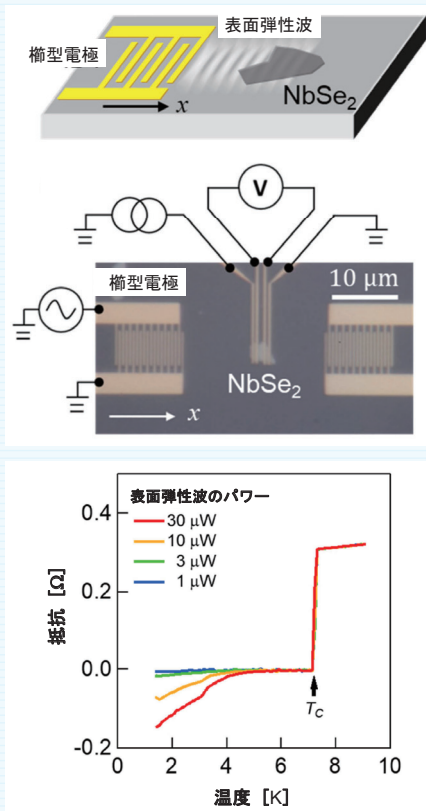 表面弾性波
櫛型電極
NbSe₂
x
V
櫛型電極
10 μm
NbSe₂
x
表面弾性波のパワー
30 μW
10 μW
3 μW
1 μW
抵抗 [Ω]
0.4
0.2
0.0
-0.2
T_C
0 2 4 6 8 10
温度 [K]